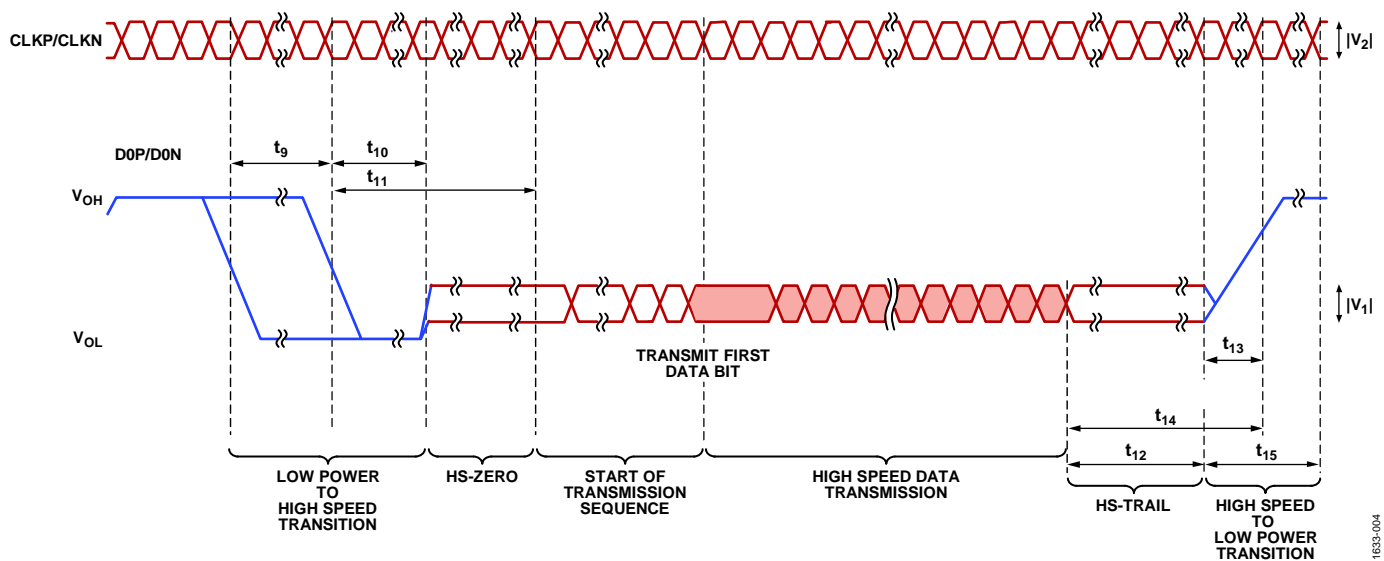 CLKP/CLKN
|V2|
D0P/D0N
t9
t10
t11
VOH
VOL
|V1|
TRANSMIT FIRST
DATA BIT
t13
t14
t12
t15
LOW POWER
TO
HIGH SPEED
TRANSITION
HS-ZERO
START OF
TRANSMISSION
SEQUENCE
HIGH SPEED DATA
TRANSMISSION
HS-TRAIL
HIGH SPEED
TO
LOW POWER
TRANSITION
1633-004